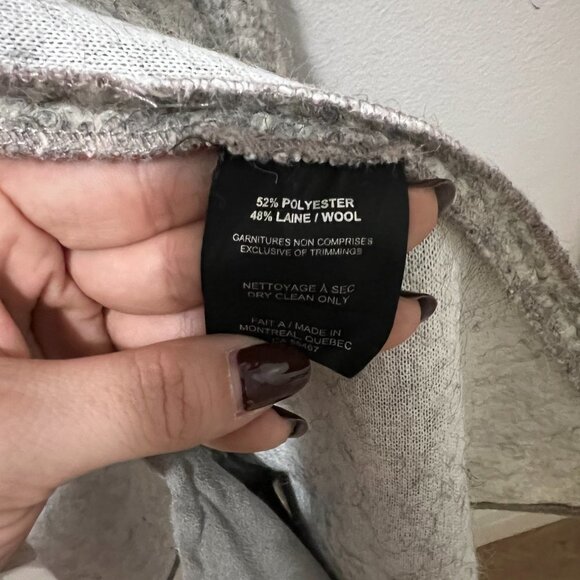 52% POLYESTER
48% LAINE / WOOL
GARNITURES NON COMPRISES
EXCLUSIVE OF TRIMMINGS
NETTOYAGE À SEC
DRY CLEAN ONLY
FAIT A / MADE IN
MONTREAL, QUEBEC